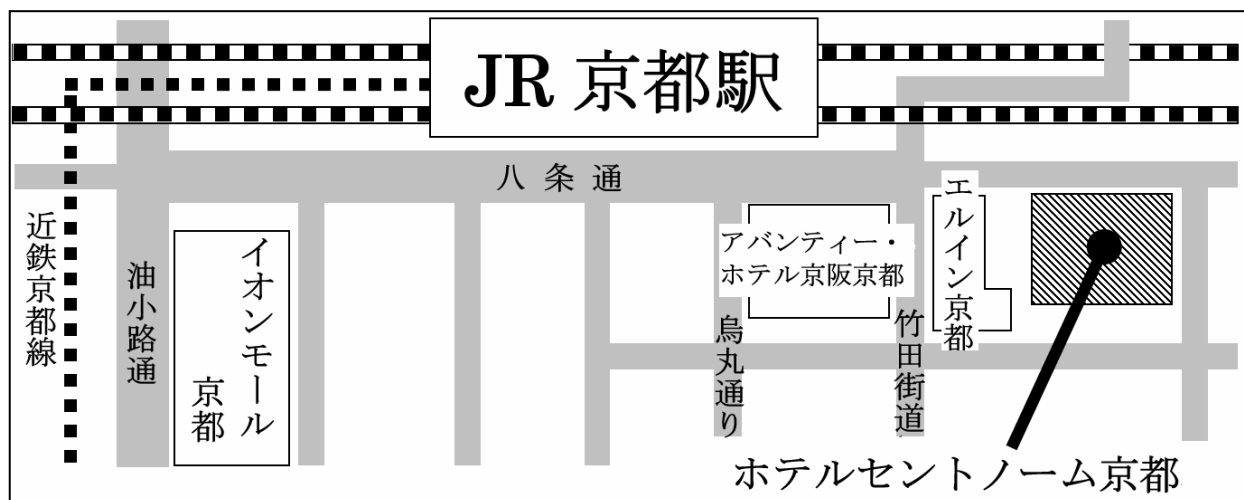 JR 京都駅
八条通
近鉄京都線
油小路通
イオンモール
京都
アバンティー・
ホテル京阪京都
烏丸通り
竹田街道
エルイン京都
ホテルセントノーム京都